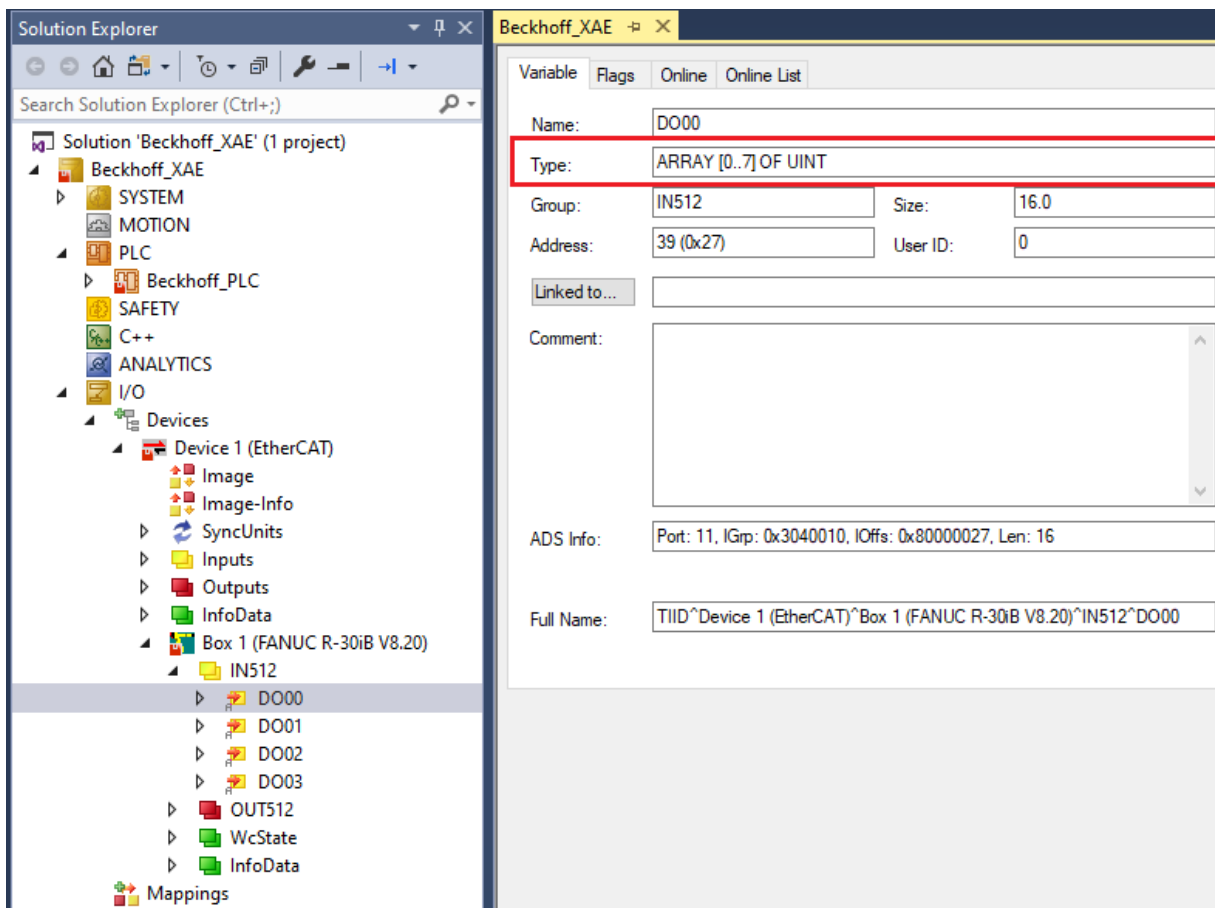 Solution Explorer
Search Solution Explorer (Ctrl+;)
Solution 'Beckhoff_XAE' (1 project)
Beckhoff_XAE
SYSTEM
MOTION
PLC
Beckhoff_PLC
SAFETY
C++
ANALYTICS
I/O
Devices
Device 1 (EtherCAT)
Image
Image-Info
SyncUnits
Inputs
Outputs
InfoData
Box 1 (FANUC R-30iB V8.20)
IN512
DO00
DO01
DO02
DO03
OUT512
WcState
InfoData
Mappings
Beckhoff_XAE
Variable Flags Online Online List
Name: DO00
Type: ARRAY [0..7] OF UINT
Group: IN512 Size: 16.0
Address: 39 (0x27) User ID: 0
Linked to...
Comment:
ADS Info: Port: 11, IGrp: 0x3040010, IOffs: 0x80000027, Len: 16
Full Name: TIID^Device 1 (EtherCAT)^Box 1 (FANUC R-30iB V8.20)^IN512^DO00